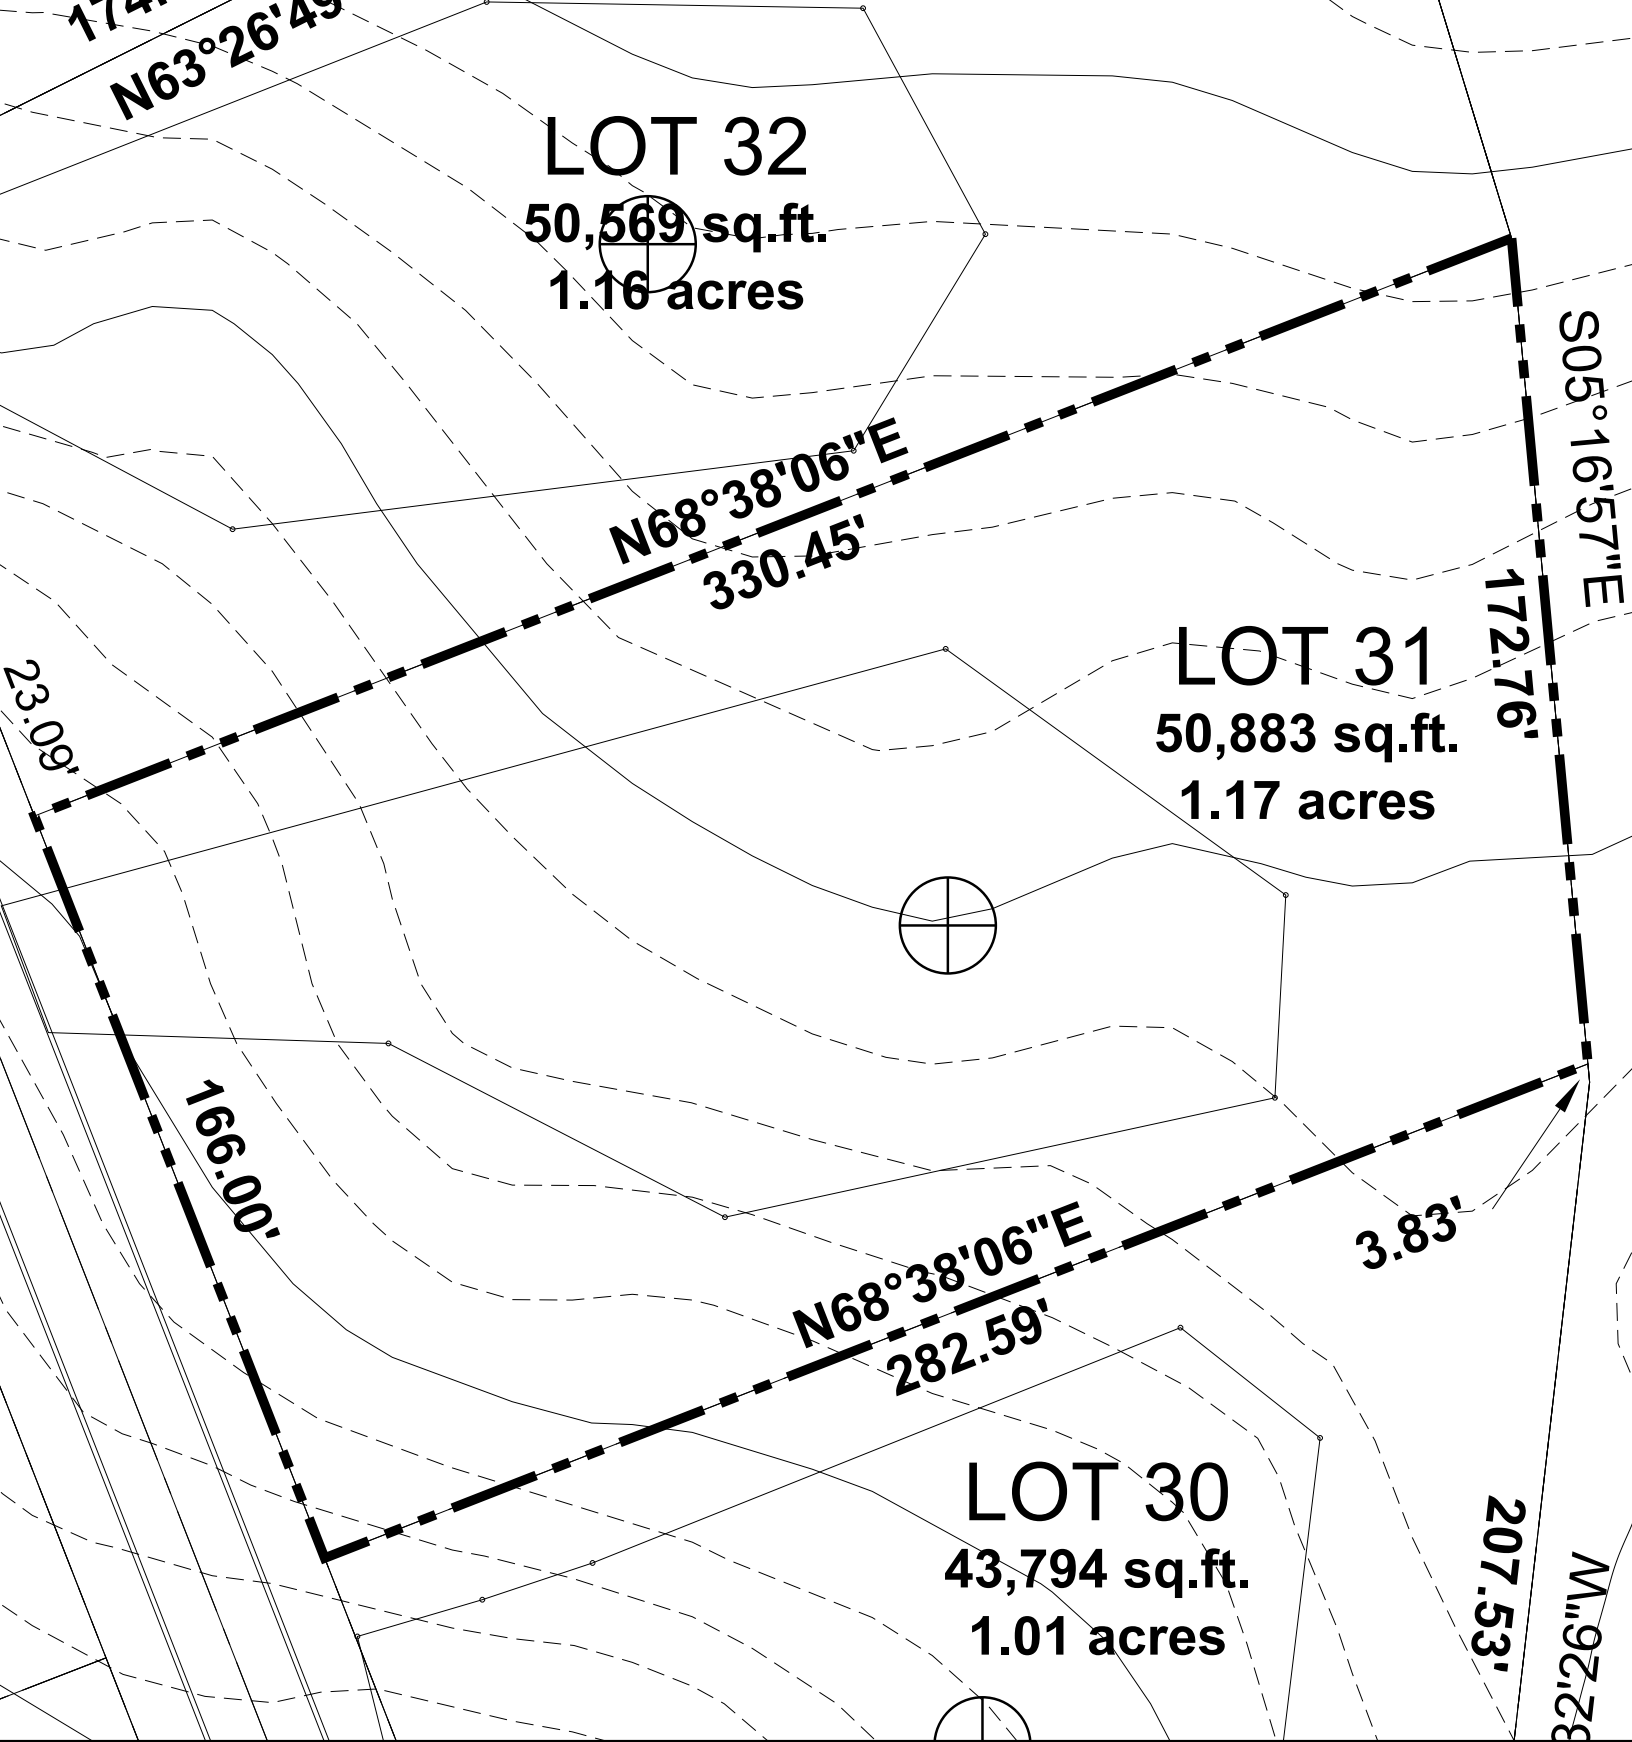 N63°26'49
LOT 32
50,569 sq.ft.
1.16 acres
S05°16'57"E
N68°38'06"E
330.45'
172.76'
LOT 31
50,883 sq.ft.
1.17 acres
23.09'
166.00'
3.83'
N68°38'06"E
282.59'
LOT 30
43,794 sq.ft.
1.01 acres
207.53'
32'29"W